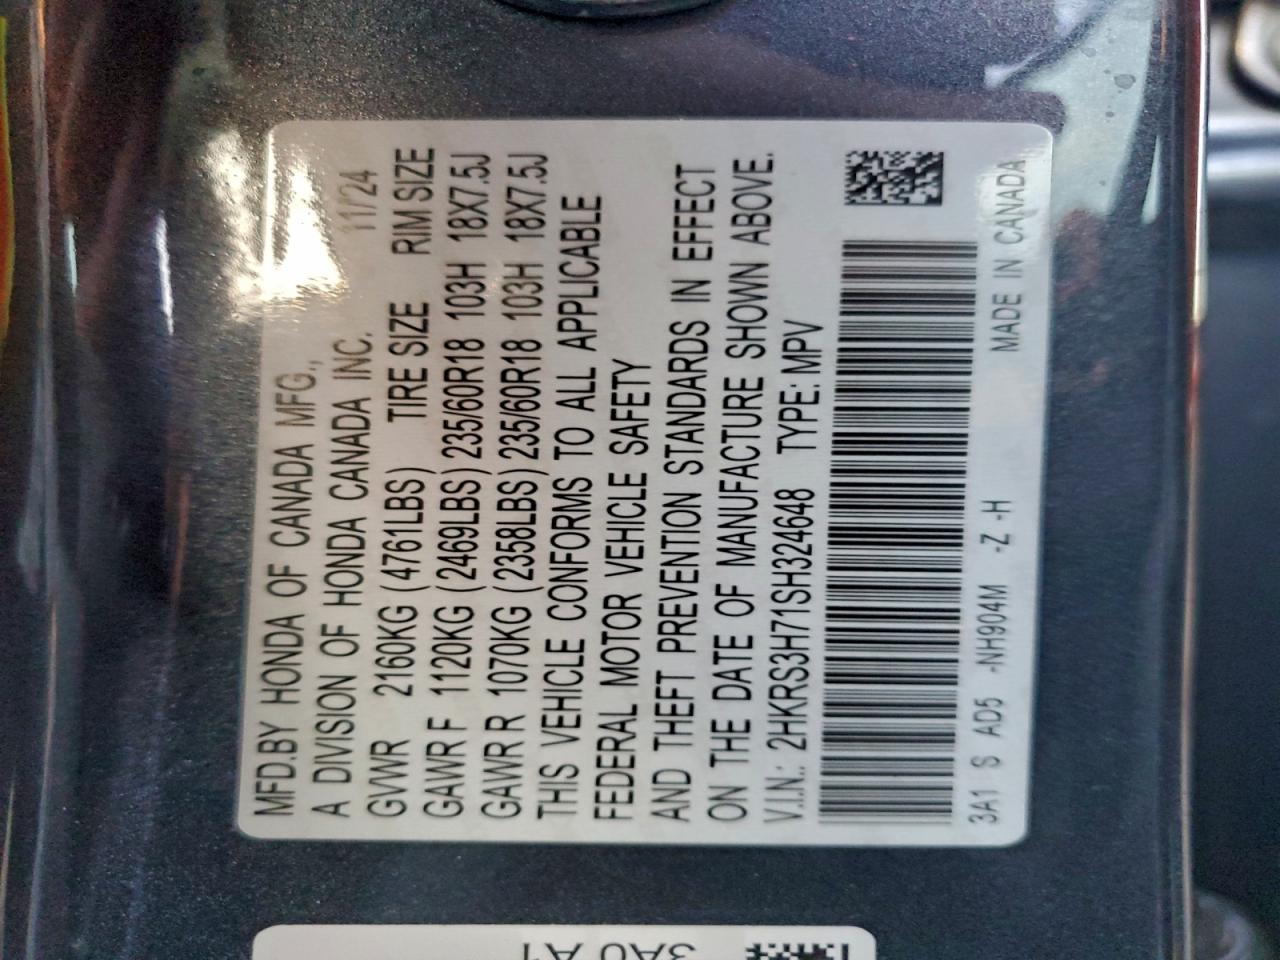 MFD.BY HONDA OF CANADA MFG.,
A DIVISION OF HONDA CANADA INC. 11/24
GVWR 2160KG (4761LBS) TIRE SIZE RIM SIZE
GAWR F 1120KG (2469LBS) 235/60R18 103H 18X7.5J
GAWR R 1070KG (2358LBS) 235/60R18 103H 18X7.5J
THIS VEHICLE CONFORMS TO ALL APPLICABLE
FEDERAL MOTOR VEHICLE SAFETY
AND THEFT PREVENTION STANDARDS IN EFFECT
ON THE DATE OF MANUFACTURE SHOWN ABOVE.
V.I.N.: 2HKRS3H71SH324648 TYPE: MPV
3A1 S AD5 -NH904M -Z -H MADE IN CANADA
3A0 A1